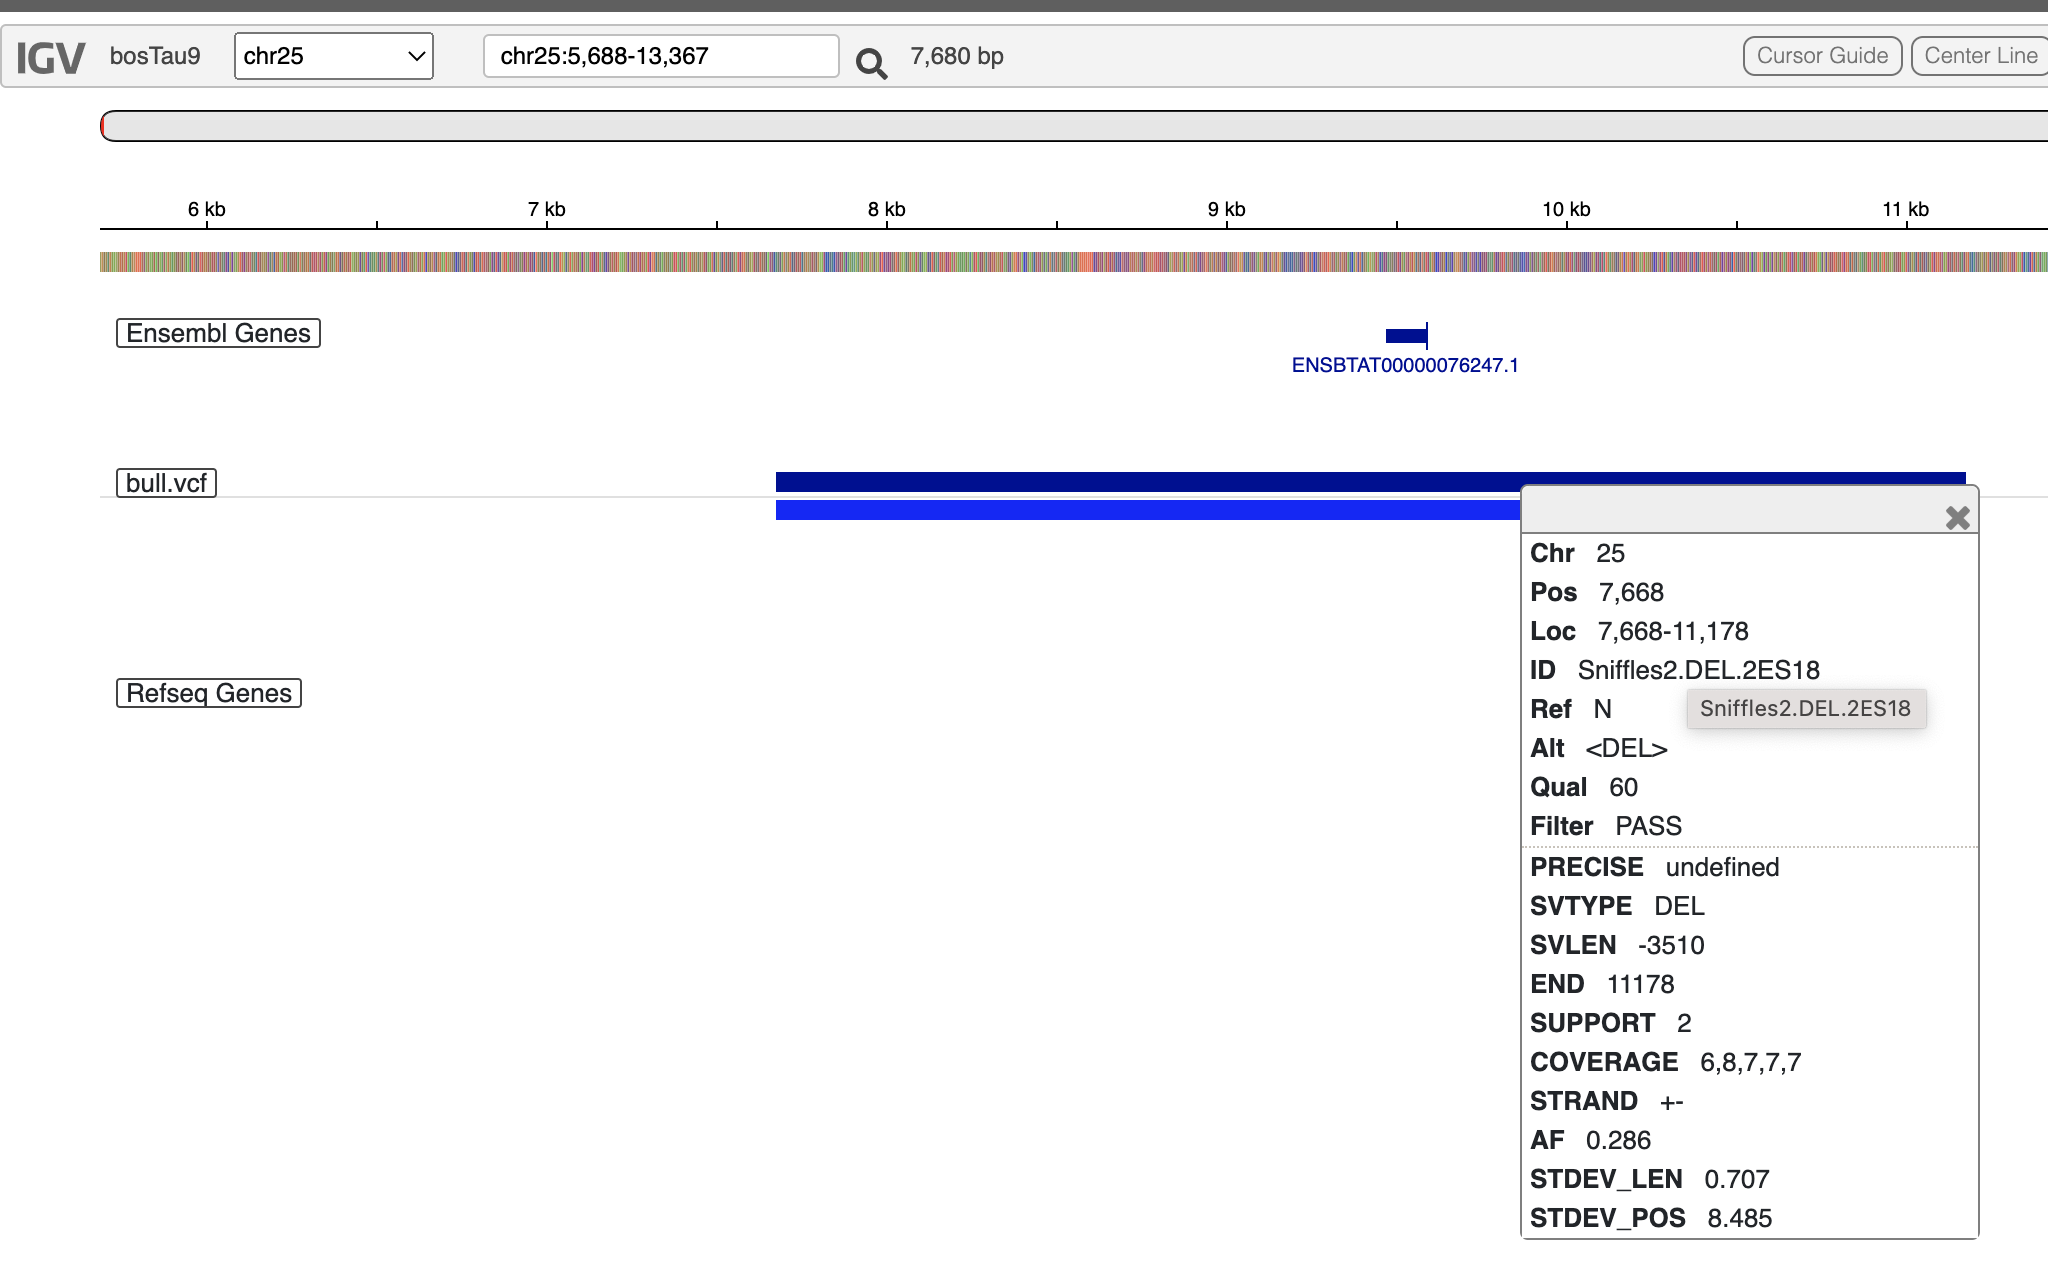 IGV bosTau9 chr25 chr25:5,688-13,367 7,680 bp Cursor Guide Center Line
6 kb 7 kb 8 kb 9 kb 10 kb 11 kb
Ensembl Genes
ENSBTAT00000076247.1
bull.vcf
Chr 25
Pos 7,668
Loc 7,668-11,178
ID Sniffles2.DEL.2ES18
Ref N
Sniffles2.DEL.2ES18
Alt <DEL>
Qual 60
Filter PASS
PRECISE undefined
SVTYPE DEL
SVLEN -3510
END 11178
SUPPORT 2
COVERAGE 6,8,7,7,7
STRAND +-
AF 0.286
STDEV_LEN 0.707
STDEV_POS 8.485
Refseq Genes